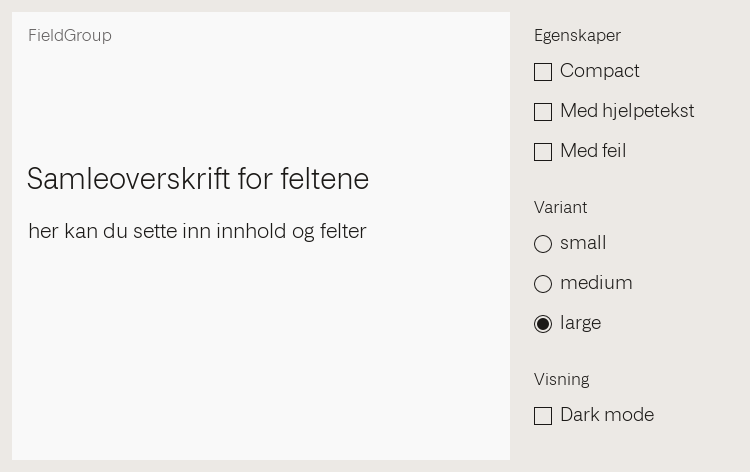 FieldGroup
Samleoverskrift for feltene
her kan du sette inn innhold og felter
Egenskaper
Compact
Med hjelpetekst
Med feil
Variant
small
medium
large
Visning
Dark mode